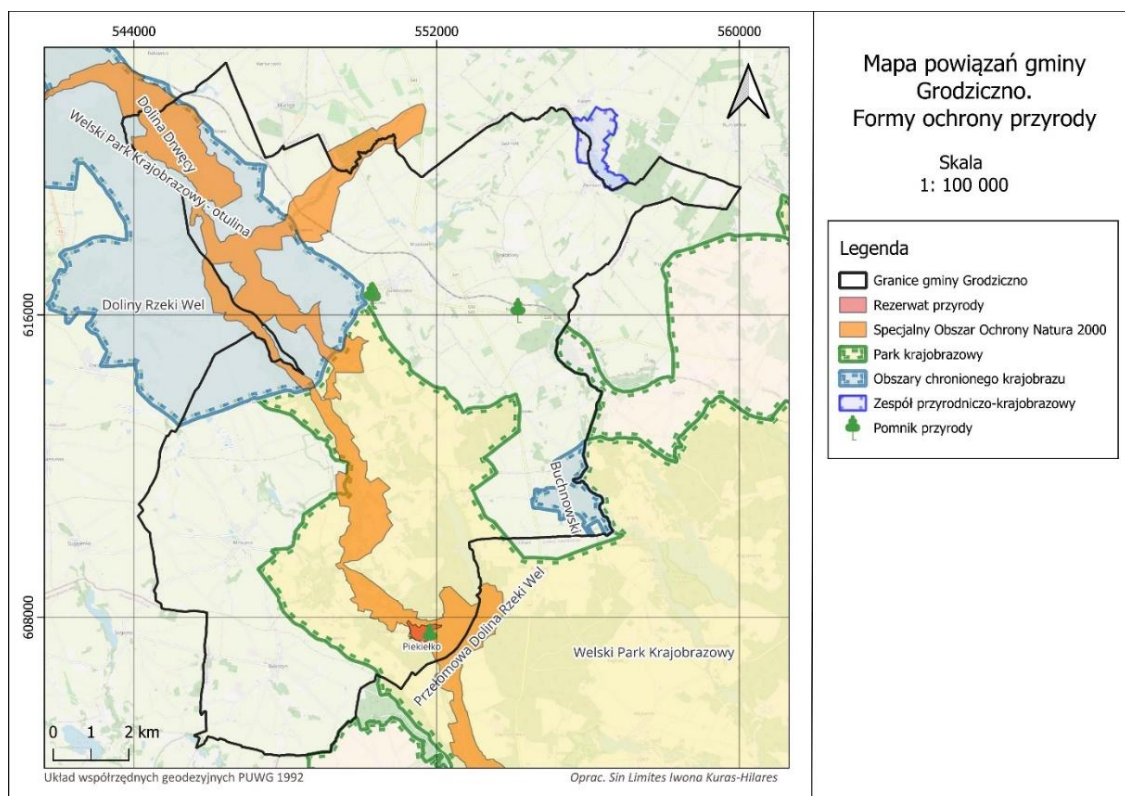 544000
552000
560000
616000
608000
Dolina Drwęcy
Welski Park Krajobrazowy - otulina
Doliny Rzeki Wel
Buchnowski
Przełomowa Dolina Rzeki Wel
Piekiełko
Welski Park Krajobrazowy
0 1 2 km
Układ współrzędnych geodezyjnych PUWG 1992
Oprac. Sin Limites Iwona Kuras-Hilares
Mapa powiązań gminy
Grodziczno.
Formy ochrony przyrody
Skala
1: 100 000
Legenda
Granice gminy Grodziczno
Rezerwat przyrody
Specjalny Obszar Ochrony Natura 2000
Park krajobrazowy
Obszary chronionego krajobrazu
Zespół przyrodniczo-krajobrazowy
Pomnik przyrody